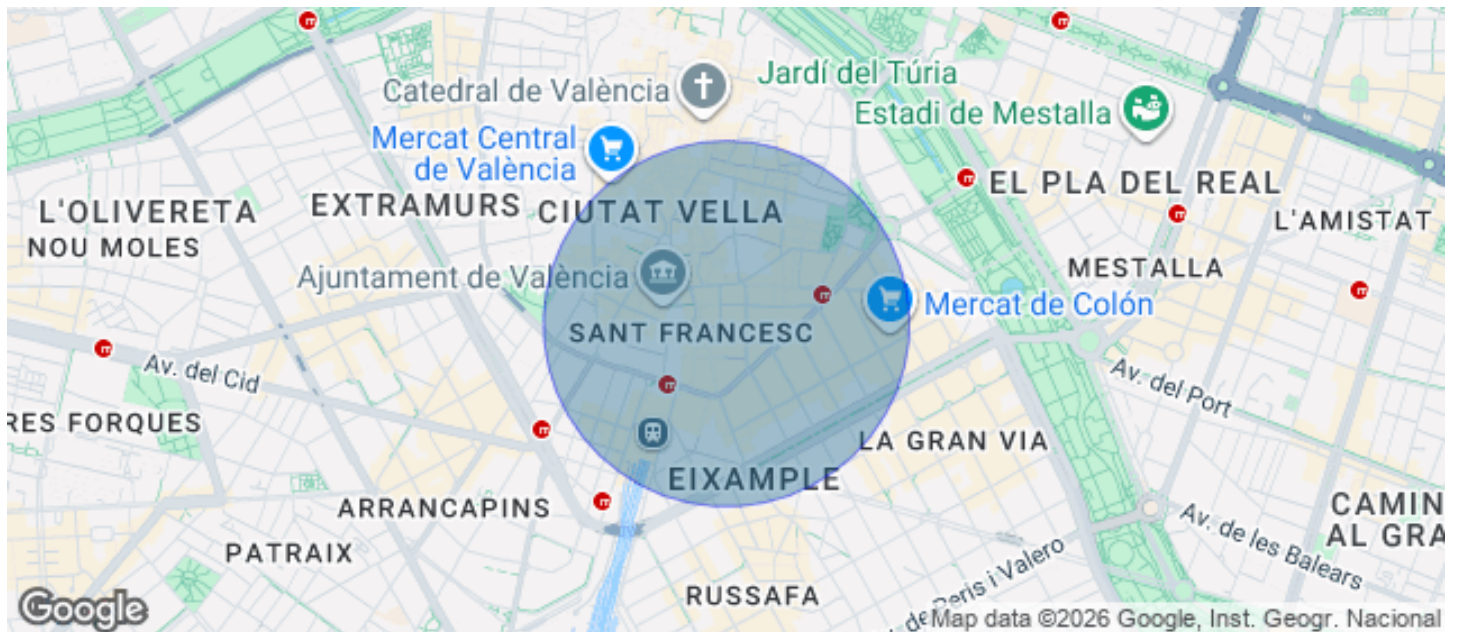 Catedral de València
Jardí del Túria
Estadi de Mestalla
Mercat Central
de València
EL PLA DEL REAL
L'OLIVERETA
EXTRAMURS
CIUTAT VELLA
L'AMISTAT
NOU MOLES
Ajuntament de València
MESTALLA
Mercat de Colón
SANT FRANCESC
Av. del Cid
Av. del Port
RES FORQUES
LA GRAN VIA
EIXAMPLE
ARRANCAPINS
CAMIN
AL GRA
Av. de les Balears
PATRAIX
de Peris i Valero
RUSSAFA
Google
Map data ©2026 Google, Inst. Geogr. Nacional